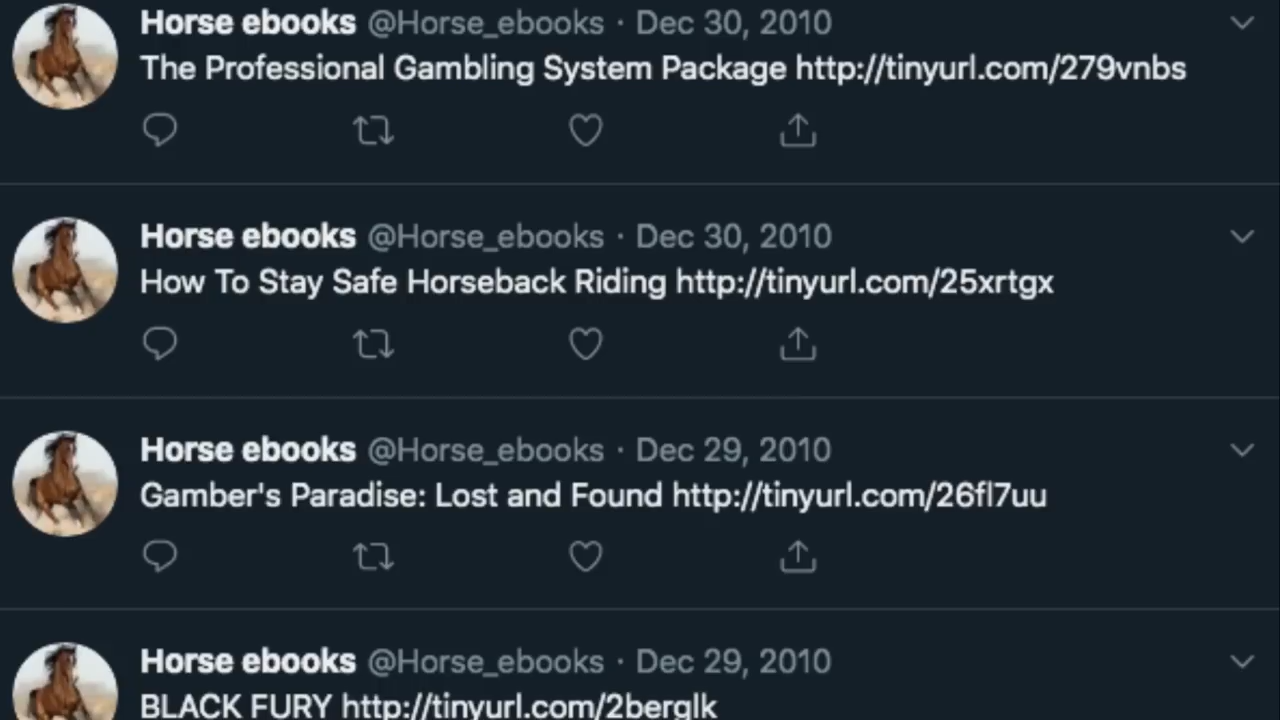 Horse ebooks @Horse_ebooks · Dec 30, 2010
The Professional Gambling System Package http://tinyurl.com/279vnbs
Horse ebooks @Horse_ebooks · Dec 30, 2010
How To Stay Safe Horseback Riding http://tinyurl.com/25xrtgx
Horse ebooks @Horse_ebooks · Dec 29, 2010
Gamber's Paradise: Lost and Found http://tinyurl.com/26fl7uu
Horse ebooks @Horse_ebooks · Dec 29, 2010
BLACK FURY http://tinyurl.com/2berglk